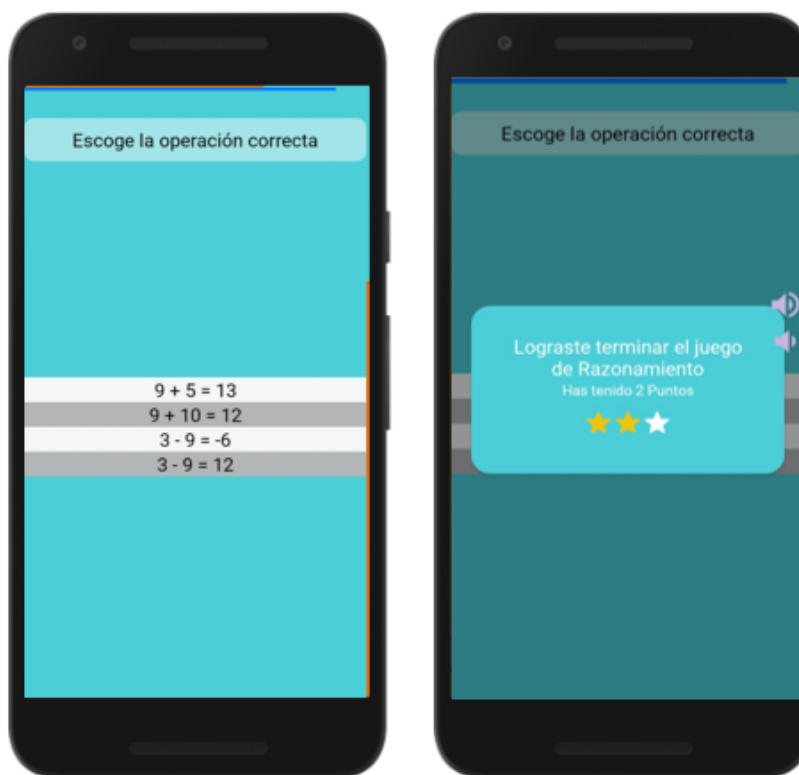 Escoge la operación correcta
9 + 5 = 13
9 + 10 = 12
3 - 9 = -6
3 - 9 = 12
Escoge la operación correcta
Lograste terminar el juego
de Razonamiento
Has tenido 2 Puntos